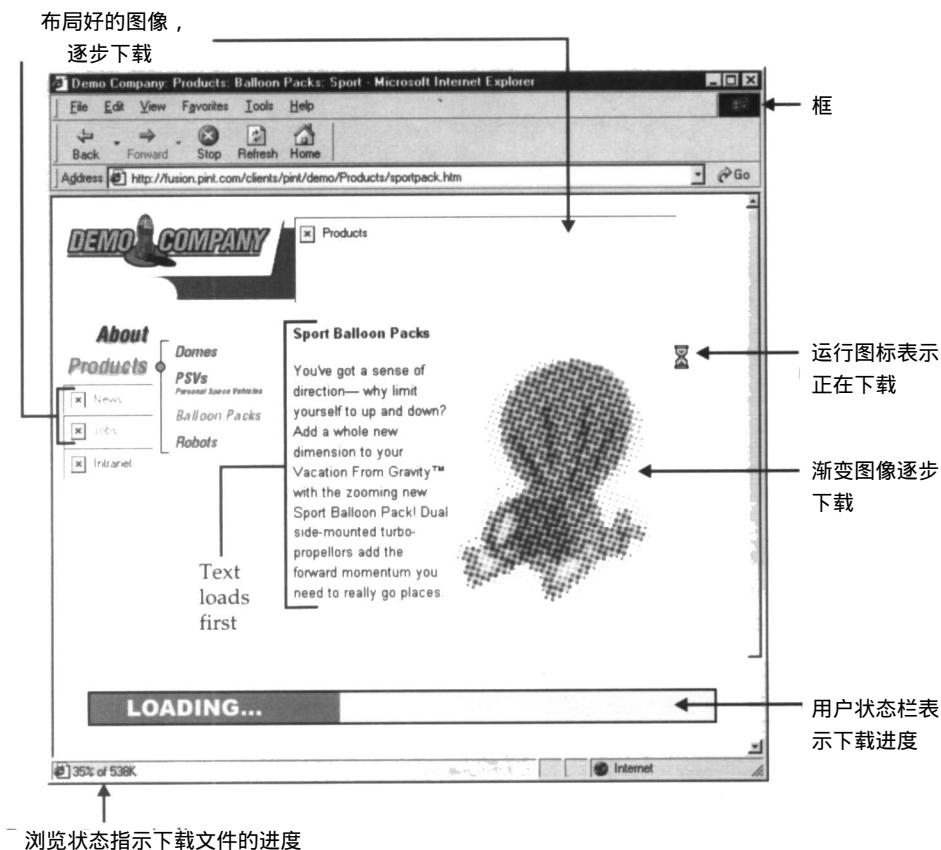 布局好的图像，
逐步下载
Demo Company: Products: Balloon Packs: Sport - Microsoft Internet Explorer
File Edit View Favorites Tools Help
框
Back Forward Stop Refresh Home
Address http://fusion.pint.com/clients/pint/demo/Products/sportpack.htm Go
DEMO COMPANY
Products
About
Products
News
Jobs
Intranet
Domes
PSVs
Personal Space Vehicles
Balloon Packs
Robots
Sport Balloon Packs
You've got a sense of
direction— why limit
yourself to up and down?
Add a whole new
dimension to your
Vacation From Gravity™
with the zooming new
Sport Balloon Pack! Dual
side-mounted turbo-
propellors add the
forward momentum you
need to really go places.
Text
loads
first
运行图标表示
正在下载
渐变图像逐步
下载
LOADING...
用户状态栏表
示下载进度
35% of 538K
Internet
浏览状态指示下载文件的进度